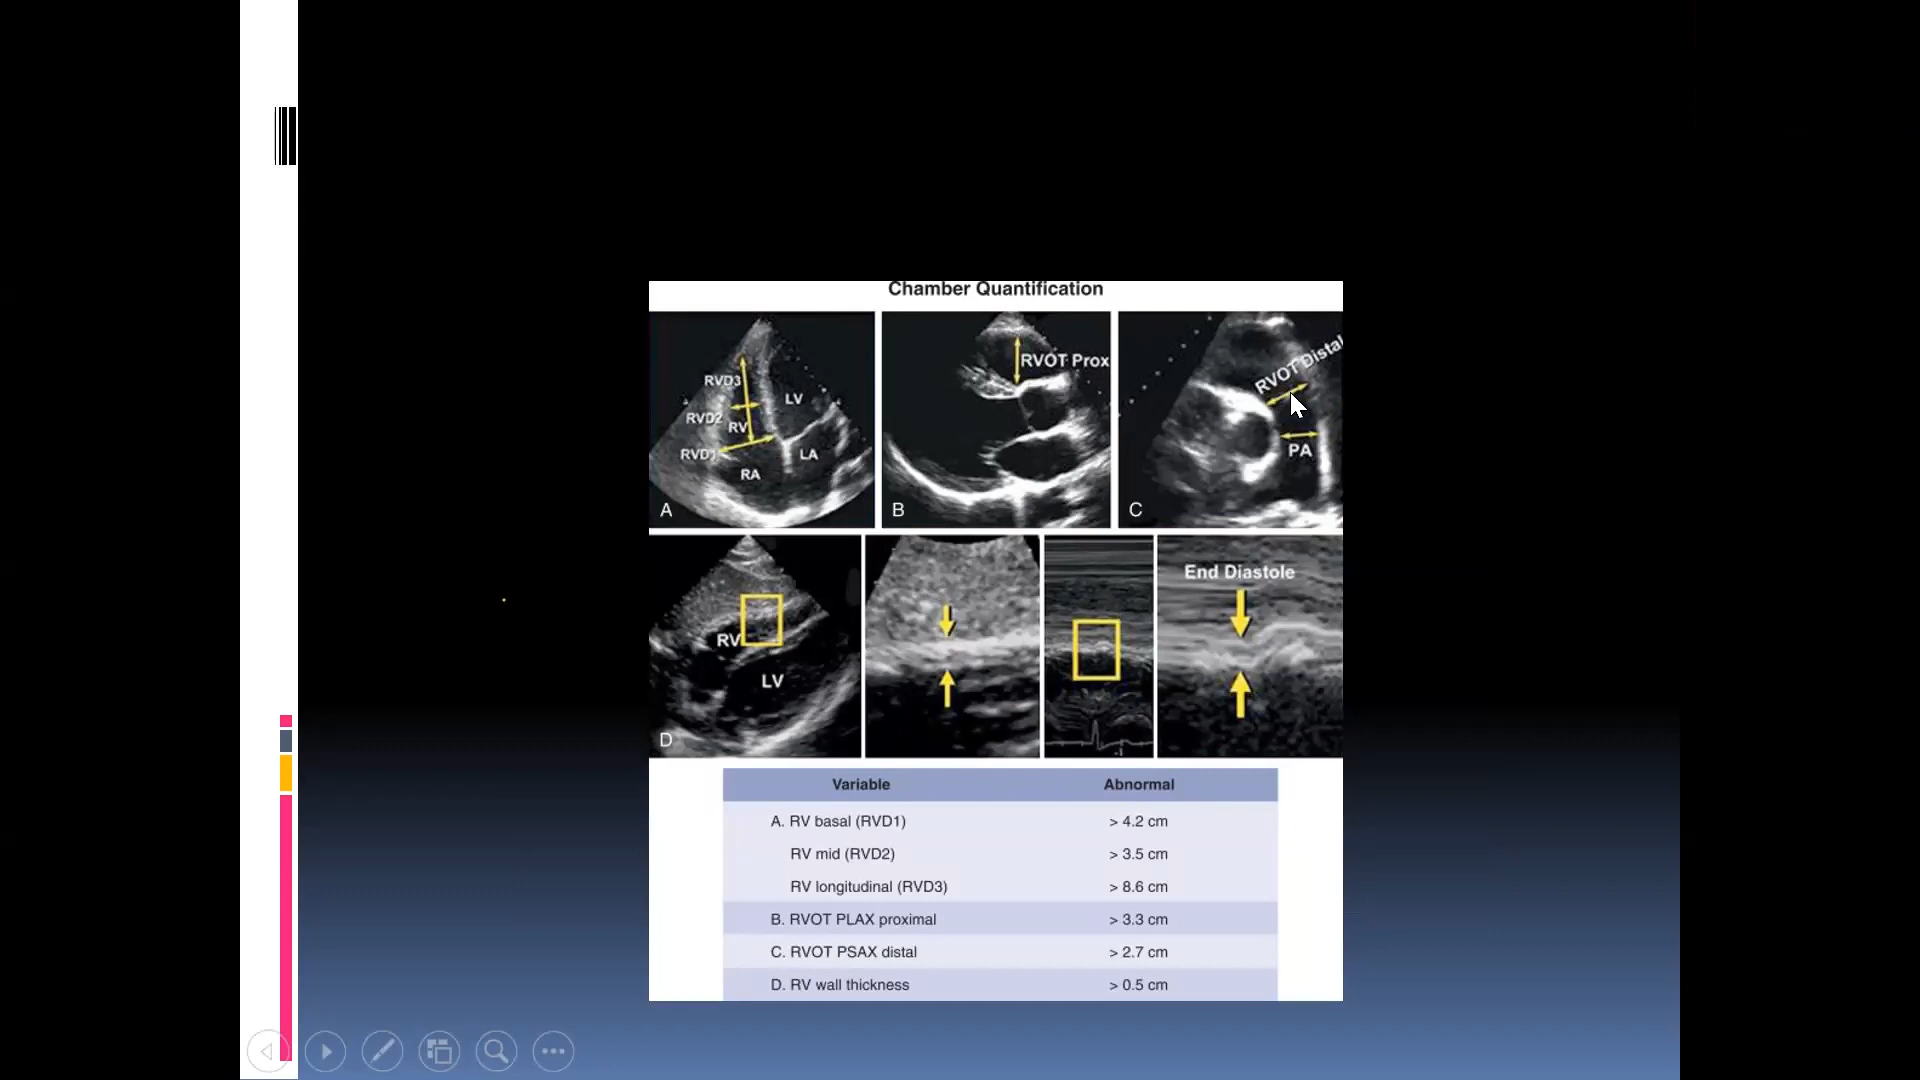 Chamber Quantification
RVD3
LV
RVD2
RV
RVD1
LA
RA
A
RVOT Prox
B
RVOT Distal
PA
C
RV
LV
D
End Diastole
Variable Abnormal
A. RV basal (RVD1) > 4.2 cm
RV mid (RVD2) > 3.5 cm
RV longitudinal (RVD3) > 8.6 cm
B. RVOT PLAX proximal > 3.3 cm
C. RVOT PSAX distal > 2.7 cm
D. RV wall thickness > 0.5 cm